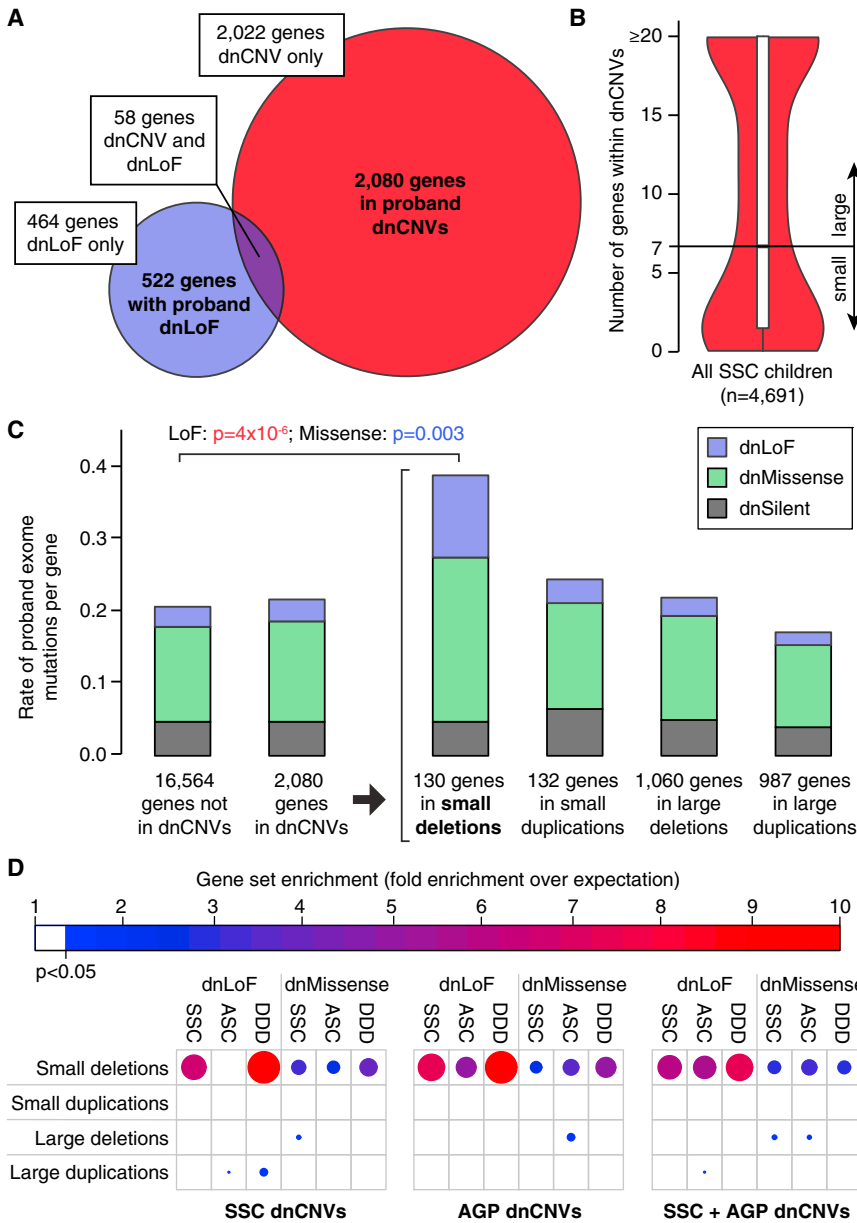 A
2,022 genes
dnCNV only
58 genes
dnCNV and
dnLoF
464 genes
dnLoF only
2,080 genes
in proband
dnCNVs
522 genes
with proband
dnLoF
B
Number of genes within dnCNVs
≥20
15
10
7
5
0
large
small
All SSC children
(n=4,691)
C
LoF: p=4x10⁻⁶; Missense: p=0.003
dnLoF
dnMissense
dnSilent
Rate of proband exome
mutations per gene
0.4
0.3
0.2
0.1
0.0
16,564
genes not
in dnCNVs
2,080
genes
in dnCNVs
130 genes
in small
deletions
132 genes
in small
duplications
1,060 genes
in large
deletions
987 genes
in large
duplications
D
Gene set enrichment (fold enrichment over expectation)
1 2 3 4 5 6 7 8 9 10
p<0.05
dnLoF dnMissense dnLoF dnMissense dnLoF dnMissense
SSC ASC DDD SSC ASC DDD SSC ASC DDD SSC ASC DDD SSC ASC DDD SSC ASC DDD
Small deletions
Small duplications
Large deletions
Large duplications
SSC dnCNVs AGP dnCNVs SSC + AGP dnCNVs